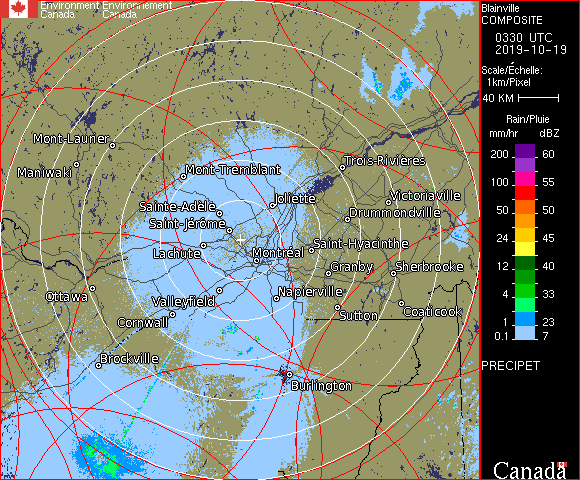 Environment Environnement
Canada Canada
Blainville
COMPOSITE
0330 UTC
2019-10-19
Scale/Échelle:
1km/Pixel
40 KM
Rain/Pluie
mm/hr dBZ
200 60
100 55
50 50
24 45
12 40
8 33
4 28
1 23
0.1 7
PRECIPET
Canada
Mont-Laurier
Maniwaki
Mont-Tremblant
Trois-Rivières
Joliette
Victoriaville
Sainte-Adèle
Drummondville
Saint-Jérôme
Saint-Hyacinthe
Lachute
Montréal
Granby
Sherbrooke
Ottawa
Valleyfield
Napierville
Coaticook
Cornwall
Sutton
Brockville
Burlington